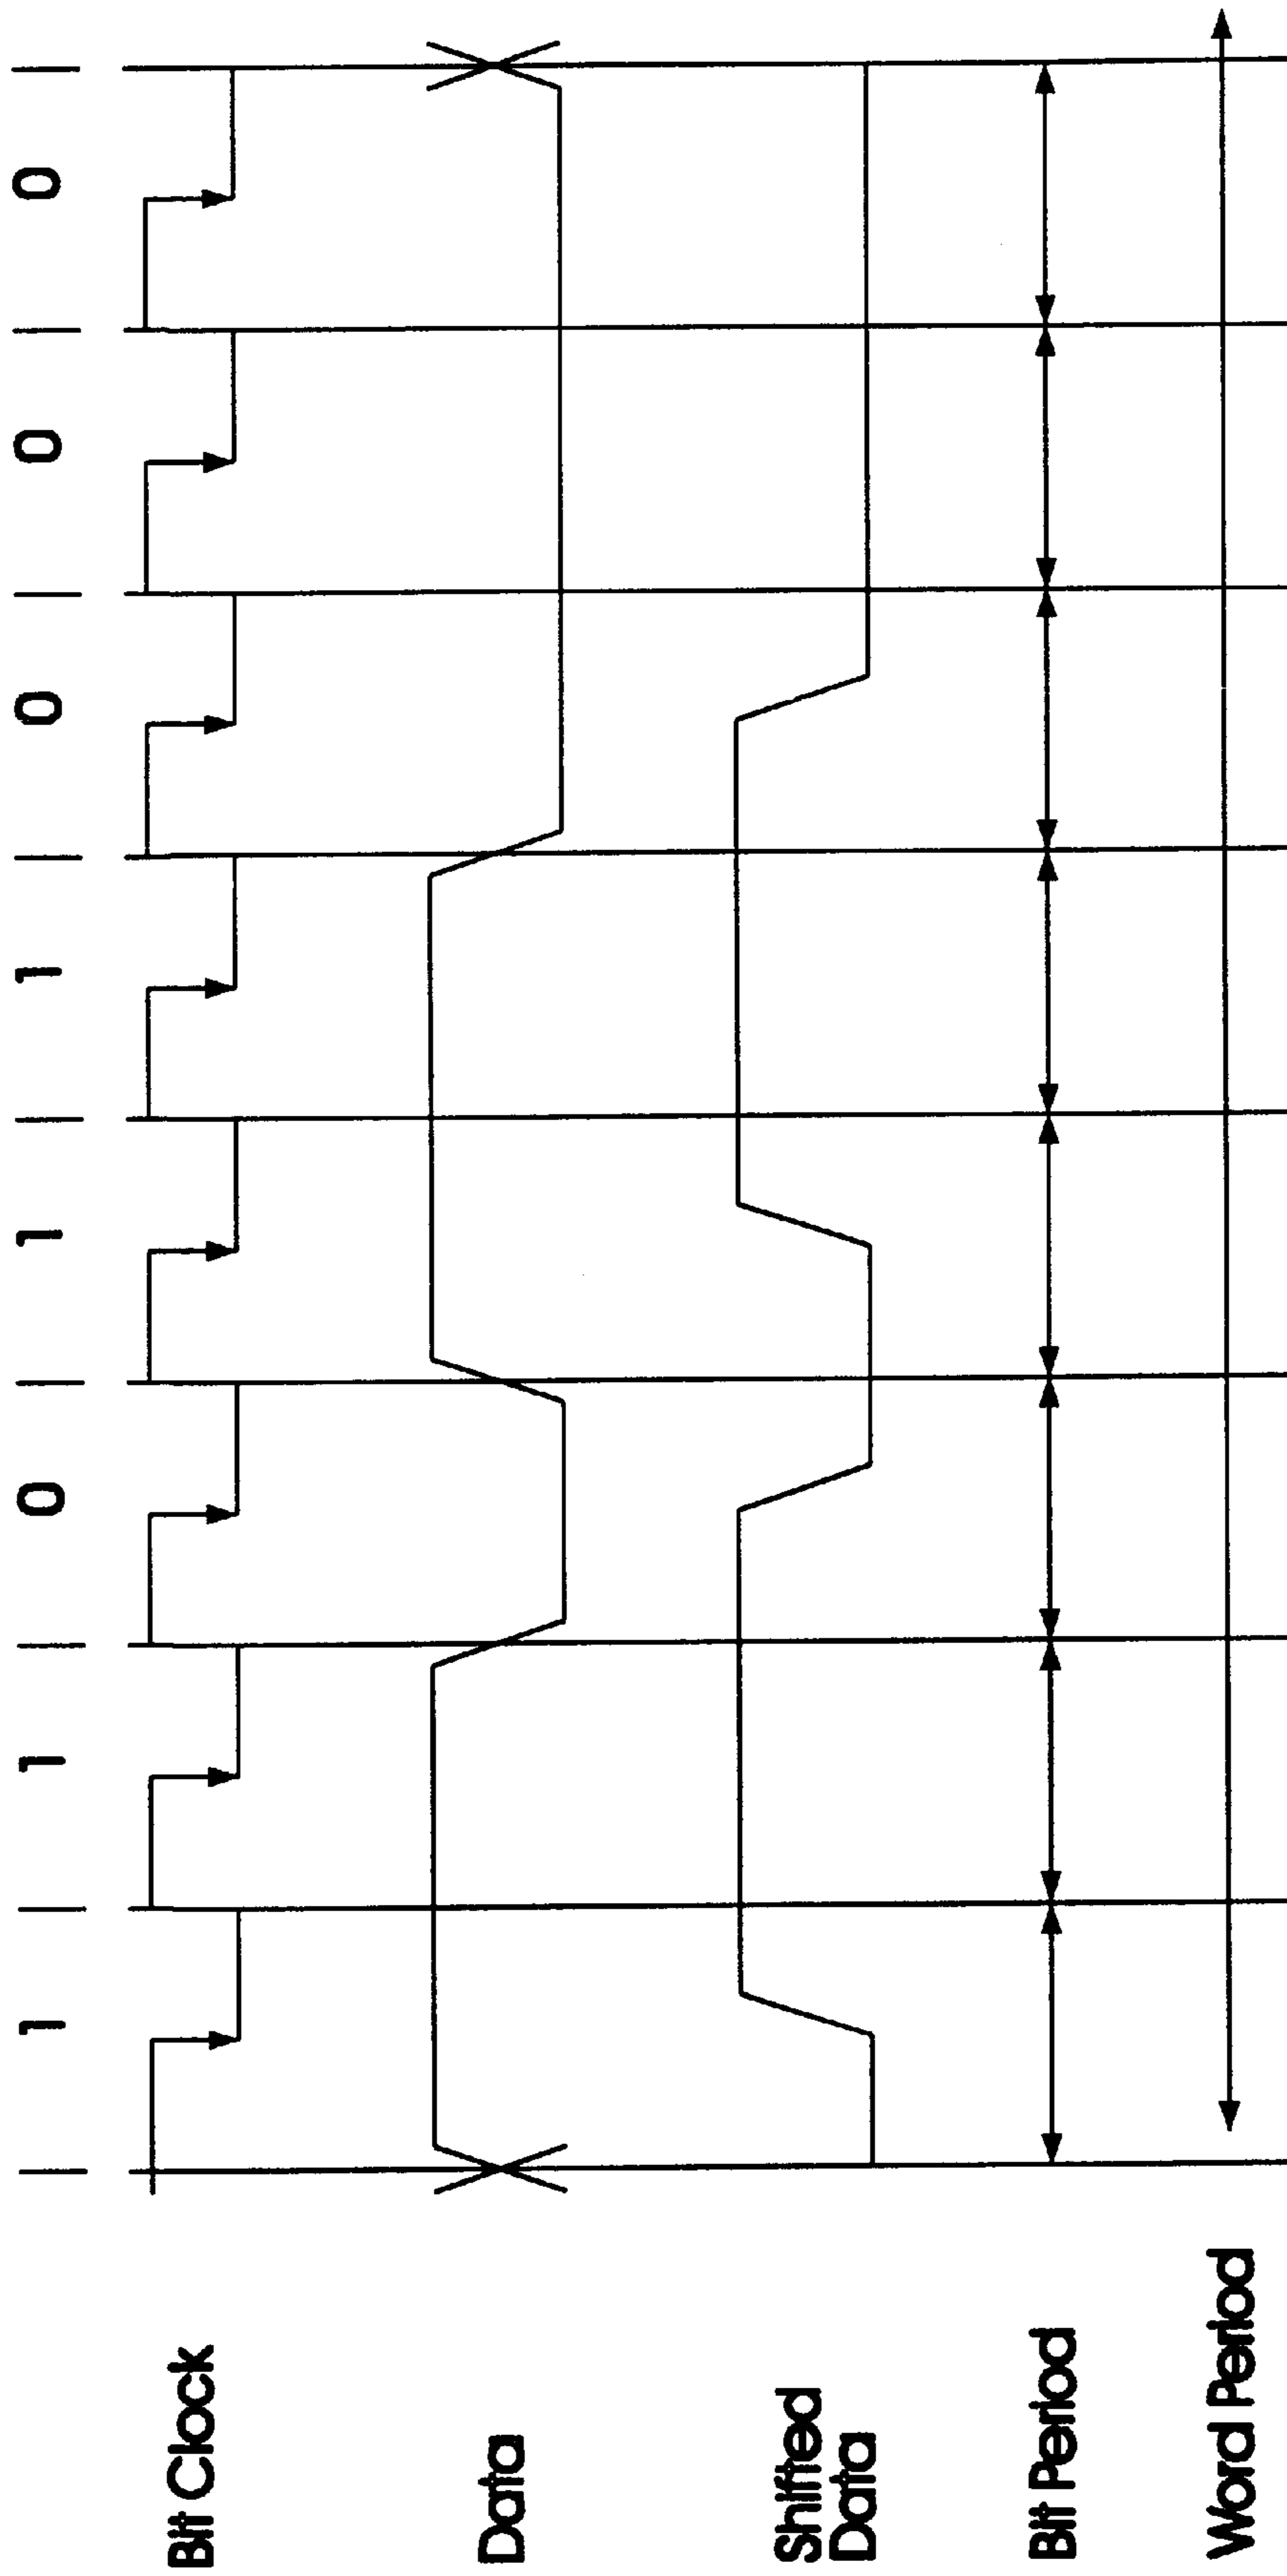 | 1 | 1 | 0 | 1 | 1 | 0 | 0 | 0 |
Bit Clock
Data
Shifted
Data
Bit Period
Word Period